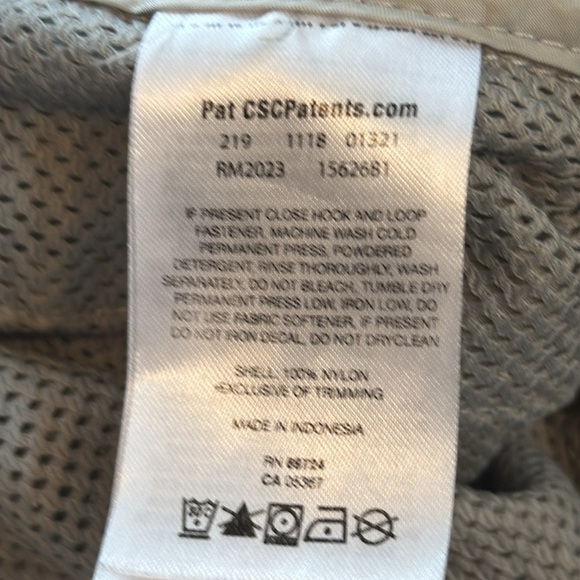 Pat CSCPatents.com
219 1118 01321
RM2023 1562681
IF PRESENT CLOSE HOOK AND LOOP
FASTENER, MACHINE WASH COLD
PERMANENT PRESS, POWDERED
DETERGENT, RINSE THOROUGHLY, WASH
SEPARATELY, DO NOT BLEACH, TUMBLE DRY
PERMANENT PRESS LOW, IRON LOW, DO
NOT USE FABRIC SOFTENER, IF PRESENT
DO NOT IRON DECAL, DO NOT DRYCLEAN
SHELL: 100% NYLON
•EXCLUSIVE OF TRIMMING
MADE IN INDONESIA
RN 69724
CA 05367